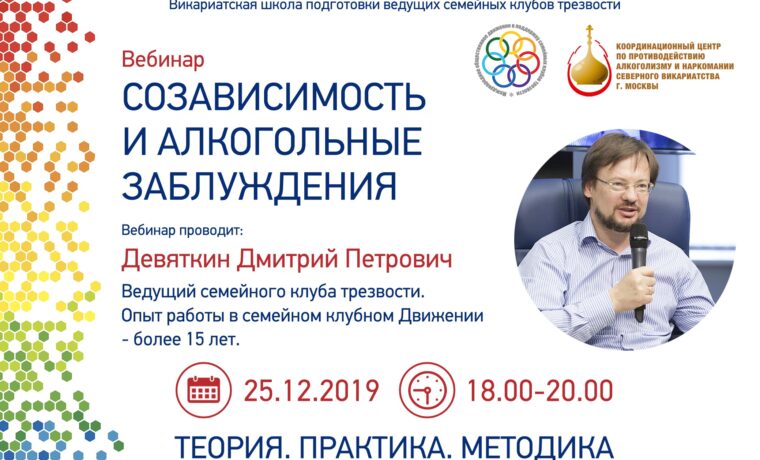 Викариатская школа подготовки ведущих семейных клубов трезвости
Вебинар
СОЗАВИСИМОСТЬ
И АЛКОГОЛЬНЫЕ
ЗАБЛУЖДЕНИЯ
КООРДИНАЦИОННЫЙ ЦЕНТР
ПО ПРОТИВОДЕЙСТВИЮ
АЛКОГОЛИЗМУ И НАРКОМАНИИ
СЕВЕРНОГО ВИКАРИАТСТВА
Г. МОСКВЫ
Вебинар проводит:
Девяткин Дмитрий Петрович
Ведущий семейного клуба трезвости.
Опыт работы в семейном клубном Движении
- более 15 лет.
25.12.2019
18.00-20.00
ТЕОРИЯ. ПРАКТИКА. МЕТОДИКА